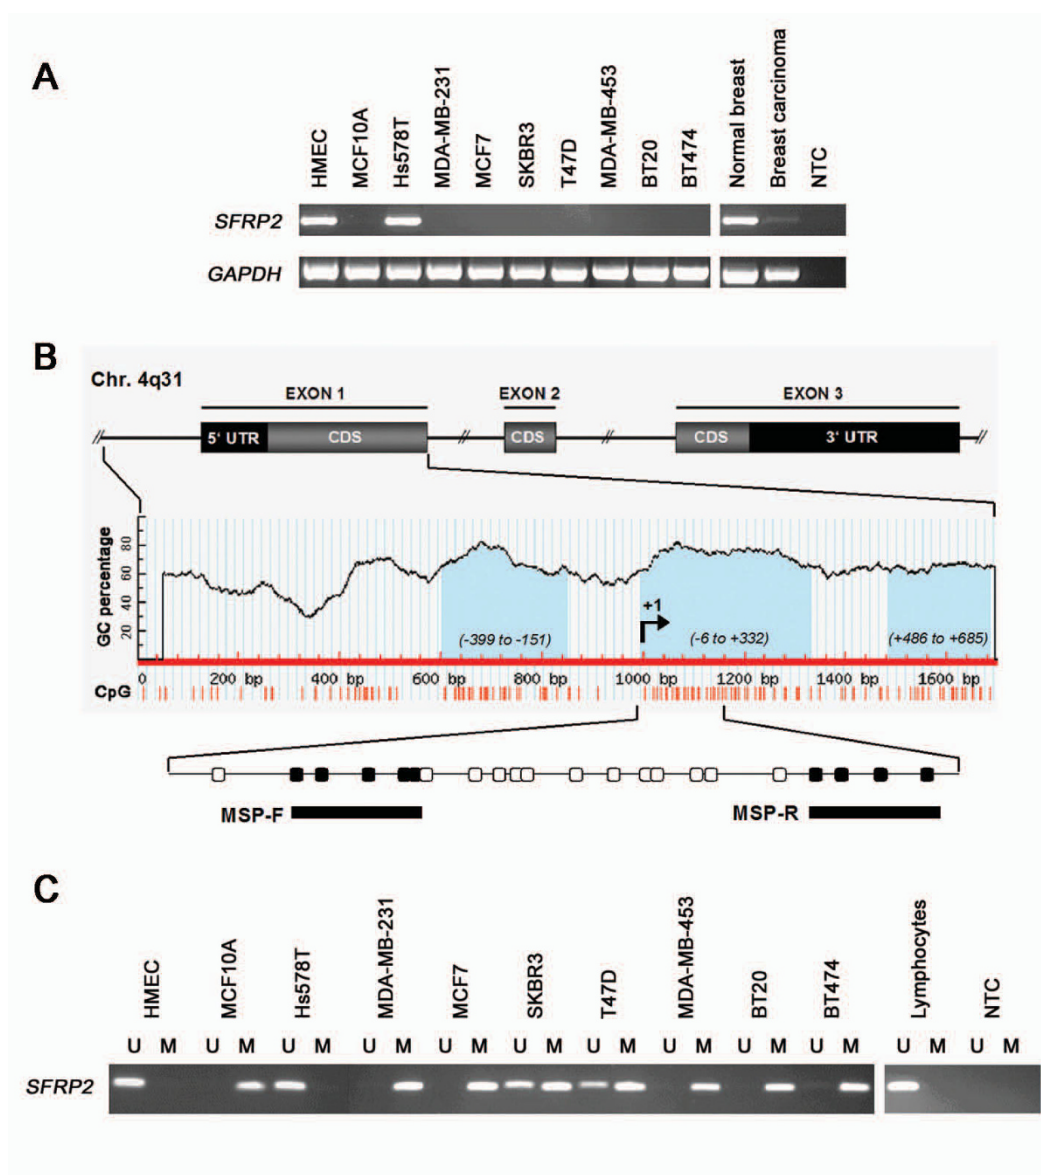 A
HMEC
MCF10A
Hs578T
MDA-MB-231
MCF7
SKBR3
T47D
MDA-MB-453
BT20
BT474
Normal breast
Breast carcinoma
NTC
SFRP2
GAPDH
B
Chr. 4q31
EXON 1
EXON 2
EXON 3
5' UTR
CDS
CDS
CDS
3' UTR
GC percentage
80
60
40
20
+1
(-399 to -151)
(-6 to +332)
(+486 to +685)
0 200 bp 400 bp 600 bp 800 bp 1000 bp 1200 bp 1400 bp 1600 bp
CpG
MSP-F
MSP-R
C
HMEC
MCF10A
Hs578T
MDA-MB-231
MCF7
SKBR3
T47D
MDA-MB-453
BT20
BT474
Lymphocytes
NTC
U M U M U M U M U M U M U M U M U M U M U M U M
SFRP2